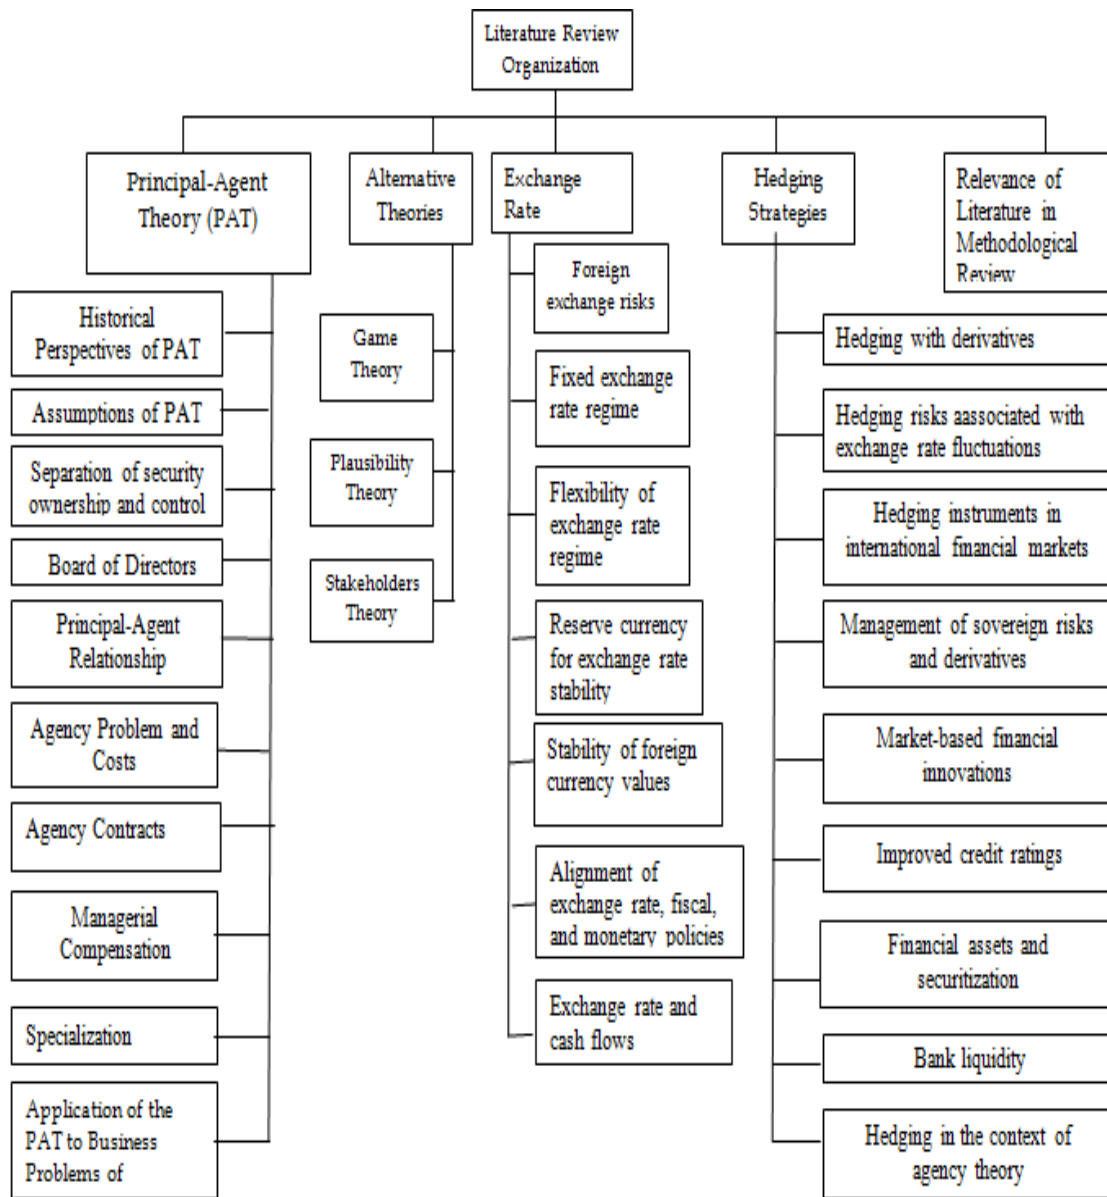 Literature Review
Organization
Principal-Agent
Theory (PAT)
Alternative
Theories
Exchange
Rate
Hedging
Strategies
Relevance of
Literature in
Methodological
Review
Historical
Perspectives of PAT
Assumptions of PAT
Separation of security
ownership and control
Board of Directors
Principal-Agent
Relationship
Agency Problem and
Costs
Agency Contracts
Managerial
Compensation
Specialization
Application of the
PAT to Business
Problems of
Game
Theory
Plausibility
Theory
Stakeholders
Theory
Foreign
exchange risks
Fixed exchange
rate regime
Flexibility of
exchange rate
regime
Reserve currency
for exchange rate
stability
Stability of foreign
currency values
Alignment of
exchange rate, fiscal,
and monetary policies
Exchange rate and
cash flows
Hedging with derivatives
Hedging risks aassociated with
exchange rate fluctuations
Hedging instruments in
international financial markets
Management of sovereign risks
and derivatives
Market-based financial
innovations
Improved credit ratings
Financial assets and
securitization
Bank liquidity
Hedging in the context of
agency theory